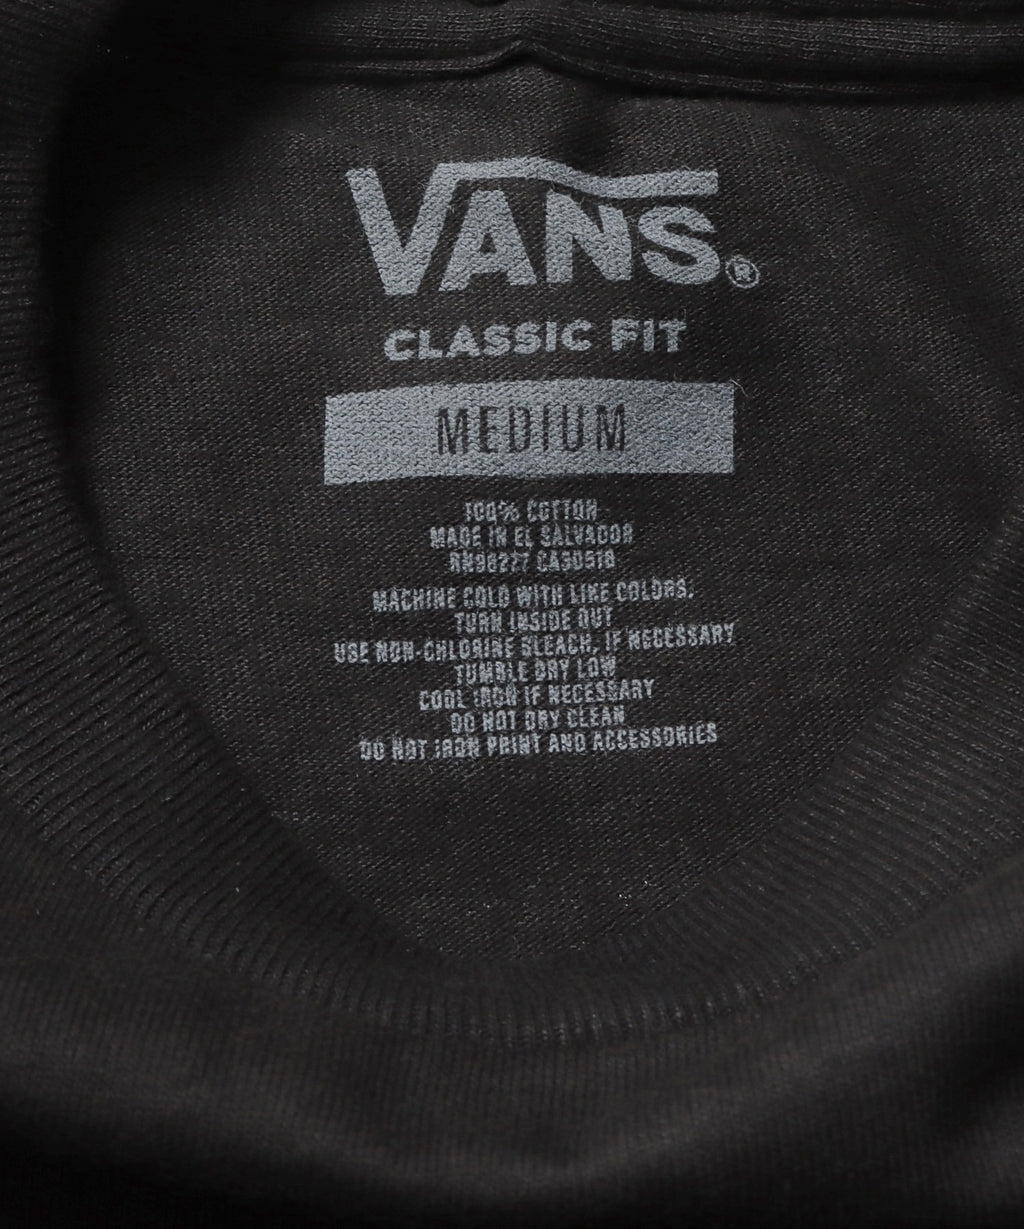 VANS®
CLASSIC FIT
MEDIUM
100% COTTON
MADE IN EL SALVADOR
RN96227 CA30516
MACHINE COLD WITH LIKE COLORS.
TURN INSIDE OUT
USE NON-CHLORINE BLEACH, IF NECESSARY
TUMBLE DRY LOW
COOL IRON IF NECESSARY
DO NOT DRY CLEAN
DO NOT IRON PRINT AND ACCESSORIES